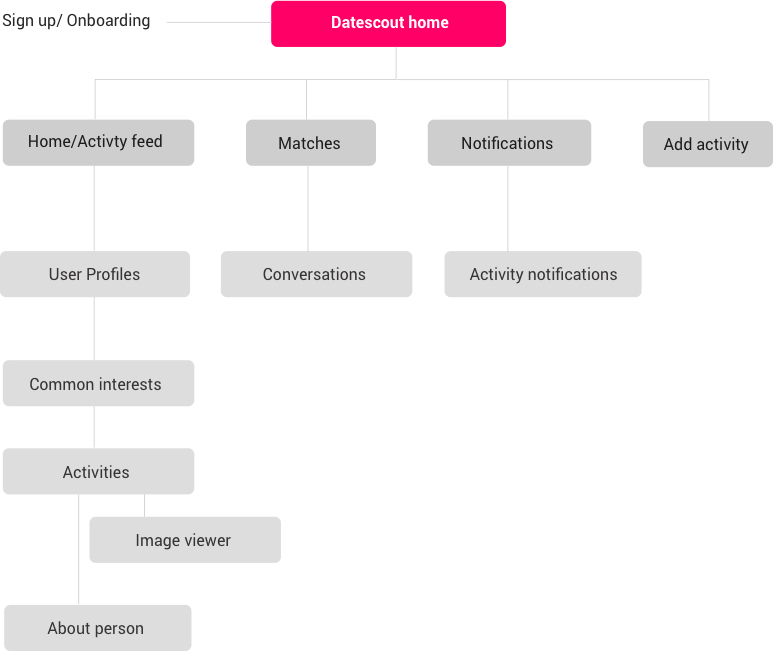 Sign up/ Onboarding
Datescout home
Home/Activty feed
Matches
Notifications
Add activity
User Profiles
Conversations
Activity notifications
Common interests
Activities
Image viewer
About person